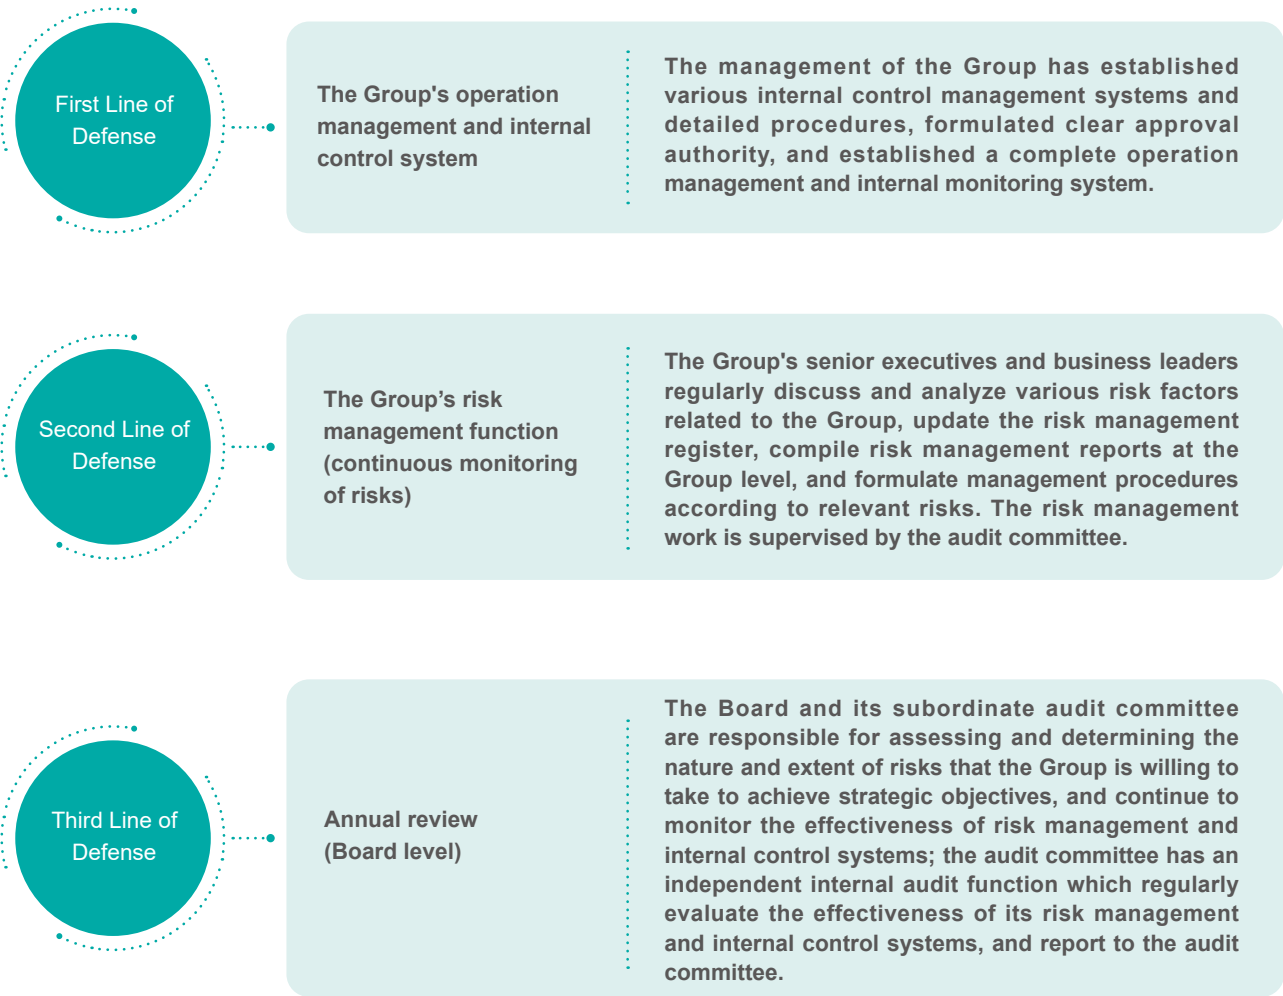 First Line of
Defense
The Group's operation
management and internal
control system
The management of the Group has established
various internal control management systems and
detailed procedures, formulated clear approval
authority, and established a complete operation
management and internal monitoring system.
Second Line of
Defense
The Group’s risk
management function
(continuous monitoring
of risks)
The Group's senior executives and business leaders
regularly discuss and analyze various risk factors
related to the Group, update the risk management
register, compile risk management reports at the
Group level, and formulate management procedures
according to relevant risks. The risk management
work is supervised by the audit committee.
Third Line of
Defense
Annual review
(Board level)
The Board and its subordinate audit committee
are responsible for assessing and determining the
nature and extent of risks that the Group is willing to
take to achieve strategic objectives, and continue to
monitor the effectiveness of risk management and
internal control systems; the audit committee has an
independent internal audit function which regularly
evaluate the effectiveness of its risk management
and internal control systems, and report to the audit
committee.